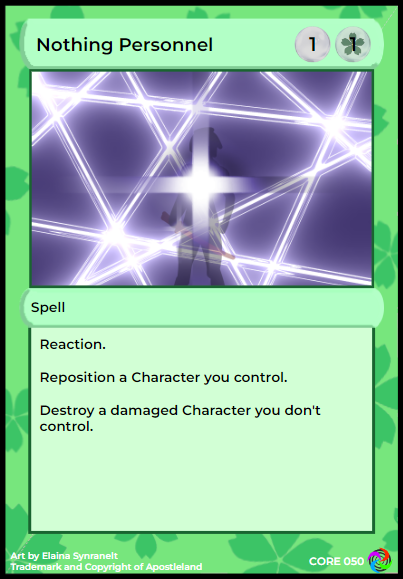 Nothing Personnel
1
1
Spell
Reaction.
Reposition a Character you control.
Destroy a damaged Character you don't
control.
Art by Elaina Synranelt
Trademark and Copyright of Apostleland
CORE 050